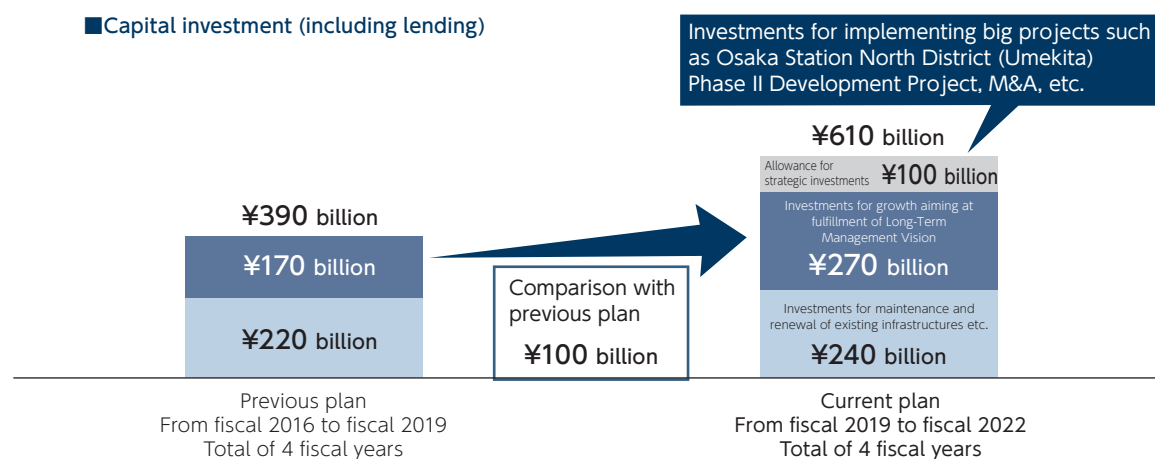 ■Capital investment (including lending)
Investments for implementing big projects such
as Osaka Station North District (Umekita)
Phase II Development Project, M&A, etc.
¥610 billion
Allowance for
strategic investments ¥100 billion
Investments for growth aiming at
fulfillment of Long-Term
Management Vision
¥270 billion
Investments for maintenance and
renewal of existing infrastructures etc.
¥240 billion
¥390 billion
¥170 billion
¥220 billion
Comparison with
previous plan
¥100 billion
Previous plan
From fiscal 2016 to fiscal 2019
Total of 4 fiscal years
Current plan
From fiscal 2019 to fiscal 2022
Total of 4 fiscal years